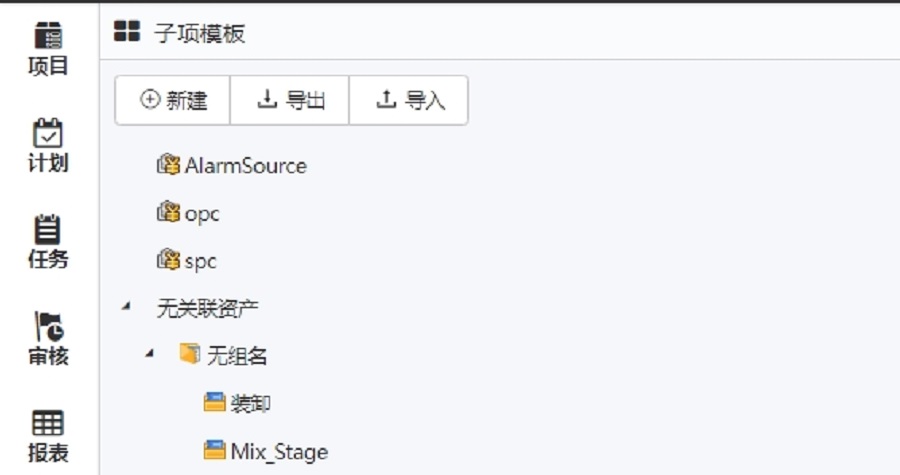 项目
计划
任务
审核
报表
子项模板
新建 导出 导入
AlarmSource
opc
spc
无关联资产
无组名
装卸
Mix_Stage